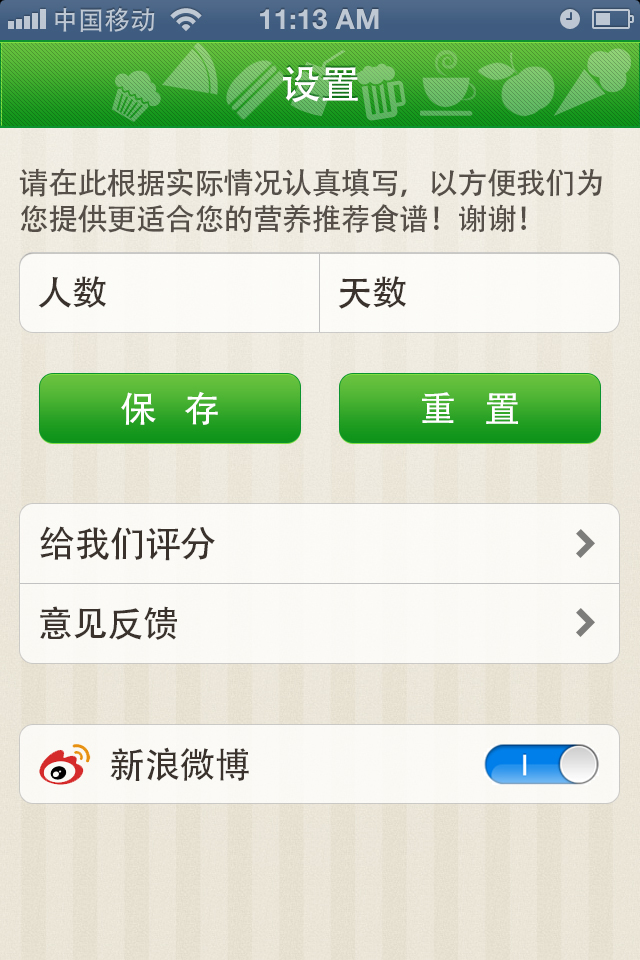 中国移动 11:13 AM
设置
请在此根据实际情况认真填写，以方便我们为
您提供更适合您的营养推荐食谱！谢谢！
人数 天数
保 存 重 置
给我们评分
意见反馈
新浪微博